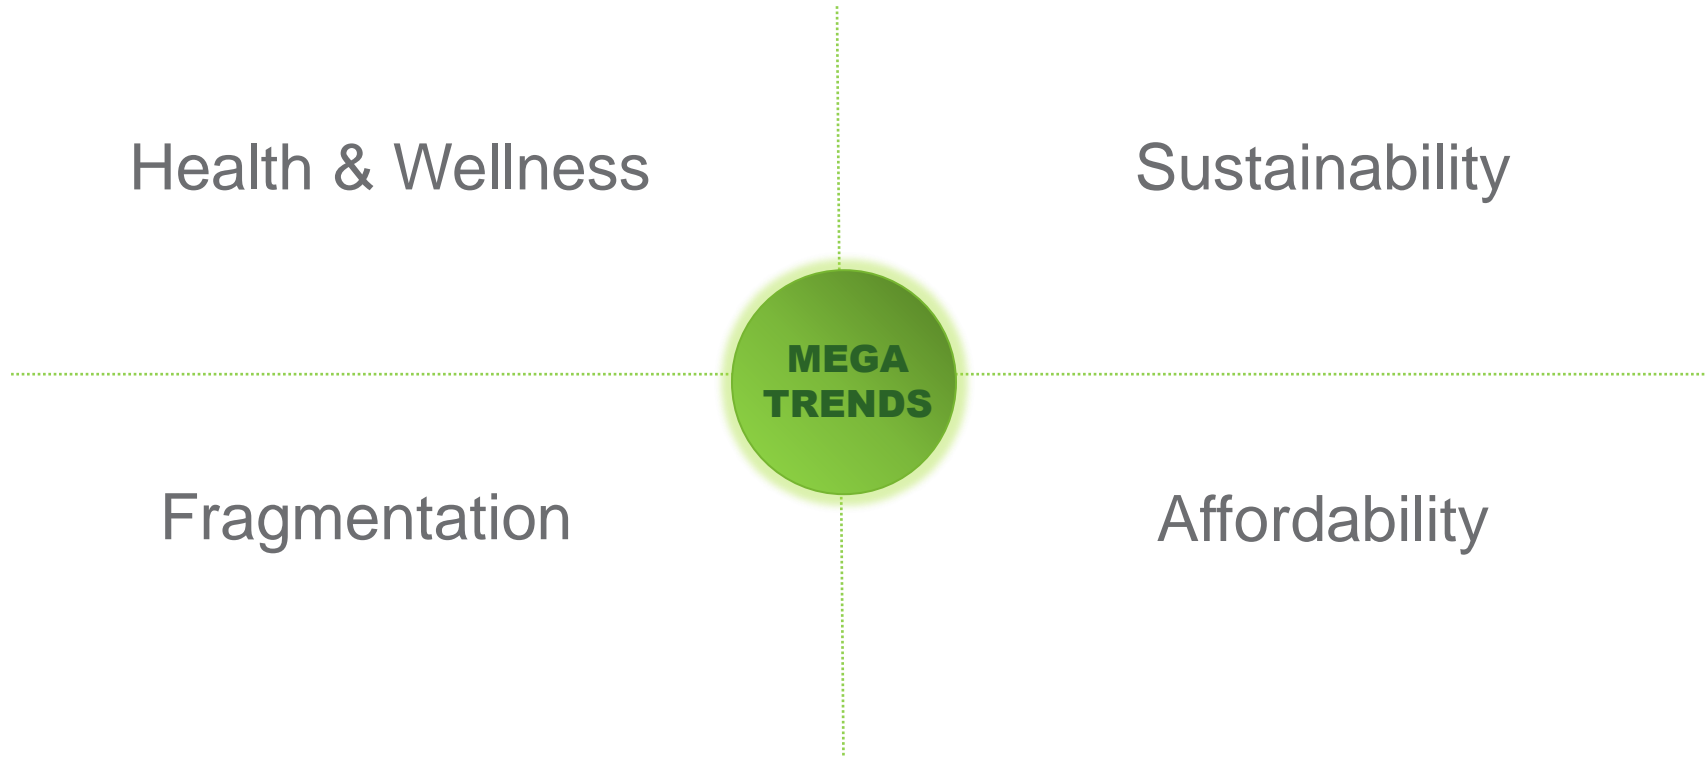 Health & Wellness
Sustainability
MEGA
TRENDS
Fragmentation
Affordability